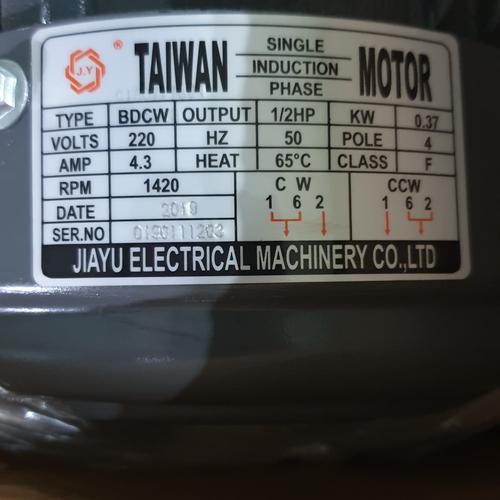 J.Y ® TAIWAN SINGLE INDUCTION PHASE MOTOR
TYPE BDCW OUTPUT 1/2HP KW 0.37
VOLTS 220 HZ 50 POLE 4
AMP 4.3 HEAT 65°C CLASS F
RPM 1420 C W CCW
1 6 2 1 6 2
DATE 2019
SER.NO
JIAYU ELECTRICAL MACHINERY CO.,LTD